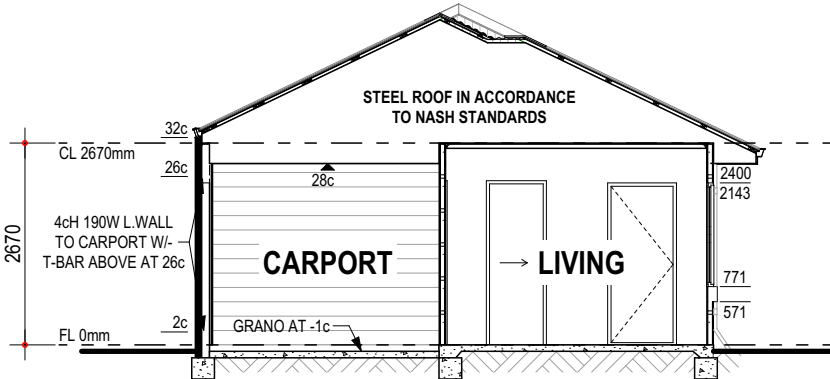 STEEL ROOF IN ACCORDANCE
TO NASH STANDARDS
32c
CL 2670mm
26c
28c
2400
2143
4cH 190W L.WALL
TO CARPORT W/-
T-BAR ABOVE AT 26c
2670
CARPORT
LIVING
771
571
2c
GRANO AT -1c
FL 0mm